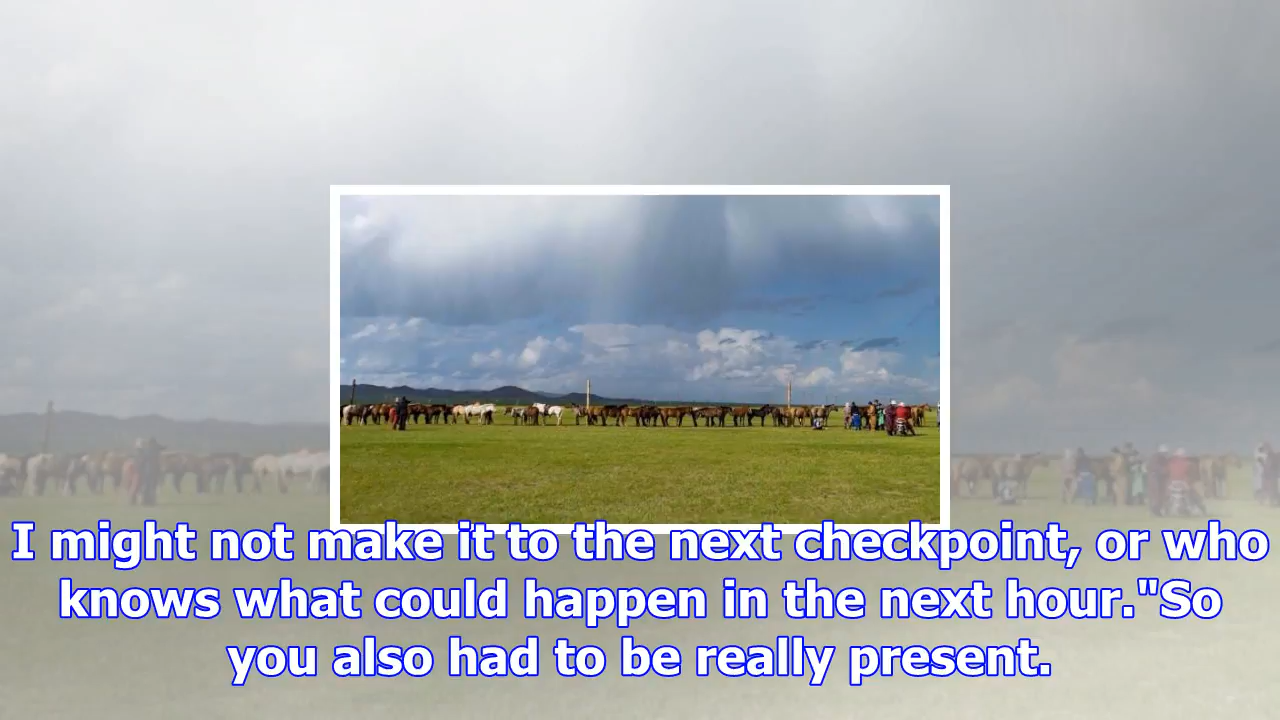 I might not make it to the next checkpoint, or who
knows what could happen in the next hour."So
you also had to be really present.